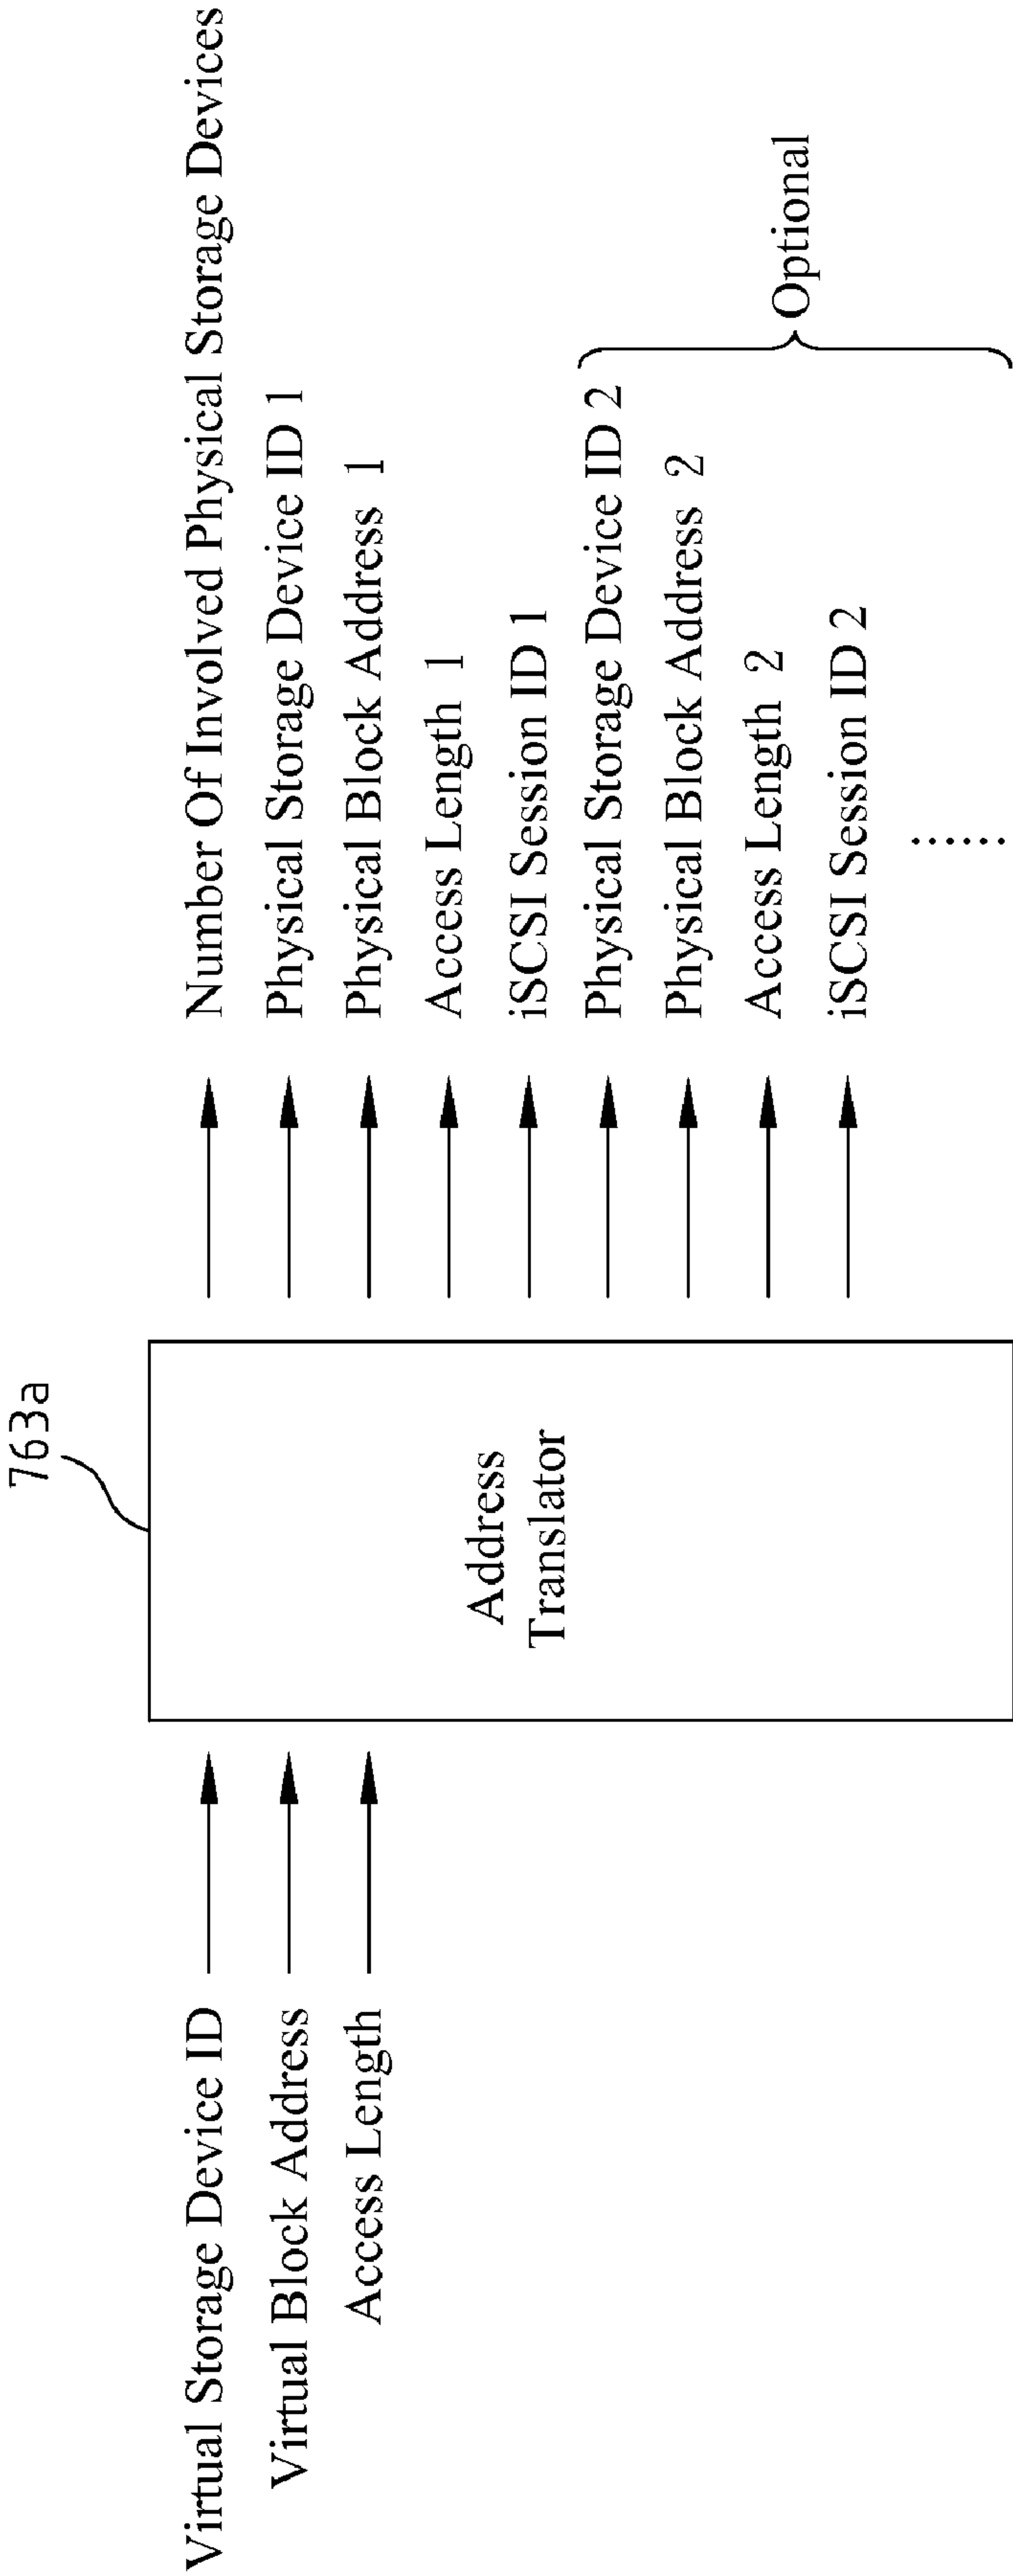 763a
Virtual Storage Device ID
Virtual Block Address
Access Length
Address
Translator
Number Of Involved Physical Storage Devices
Physical Storage Device ID 1
Physical Block Address 1
Access Length 1
iSCSI Session ID 1
Physical Storage Device ID 2
Physical Block Address 2
Access Length 2
iSCSI Session ID 2
......
Optional